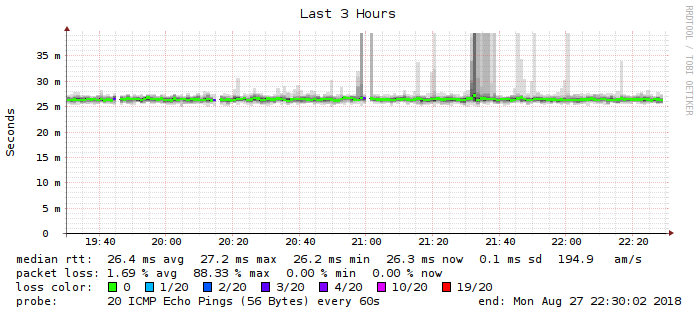 Last 3 Hours
RRDTOOL / TOBI OETIKER
Seconds
35 m
30 m
25 m
20 m
15 m
10 m
5 m
0
19:40 20:00 20:20 20:40 21:00 21:20 21:40 22:00 22:20
median rtt: 26.4 ms avg 27.2 ms max 26.2 ms min 26.3 ms now 0.1 ms sd 194.9 am/s
packet loss: 1.69 % avg 88.33 % max 0.00 % min 0.00 % now
loss color: 0 1/20 2/20 3/20 4/20 10/20 19/20
probe: 20 ICMP Echo Pings (56 Bytes) every 60s end: Mon Aug 27 22:30:02 2018